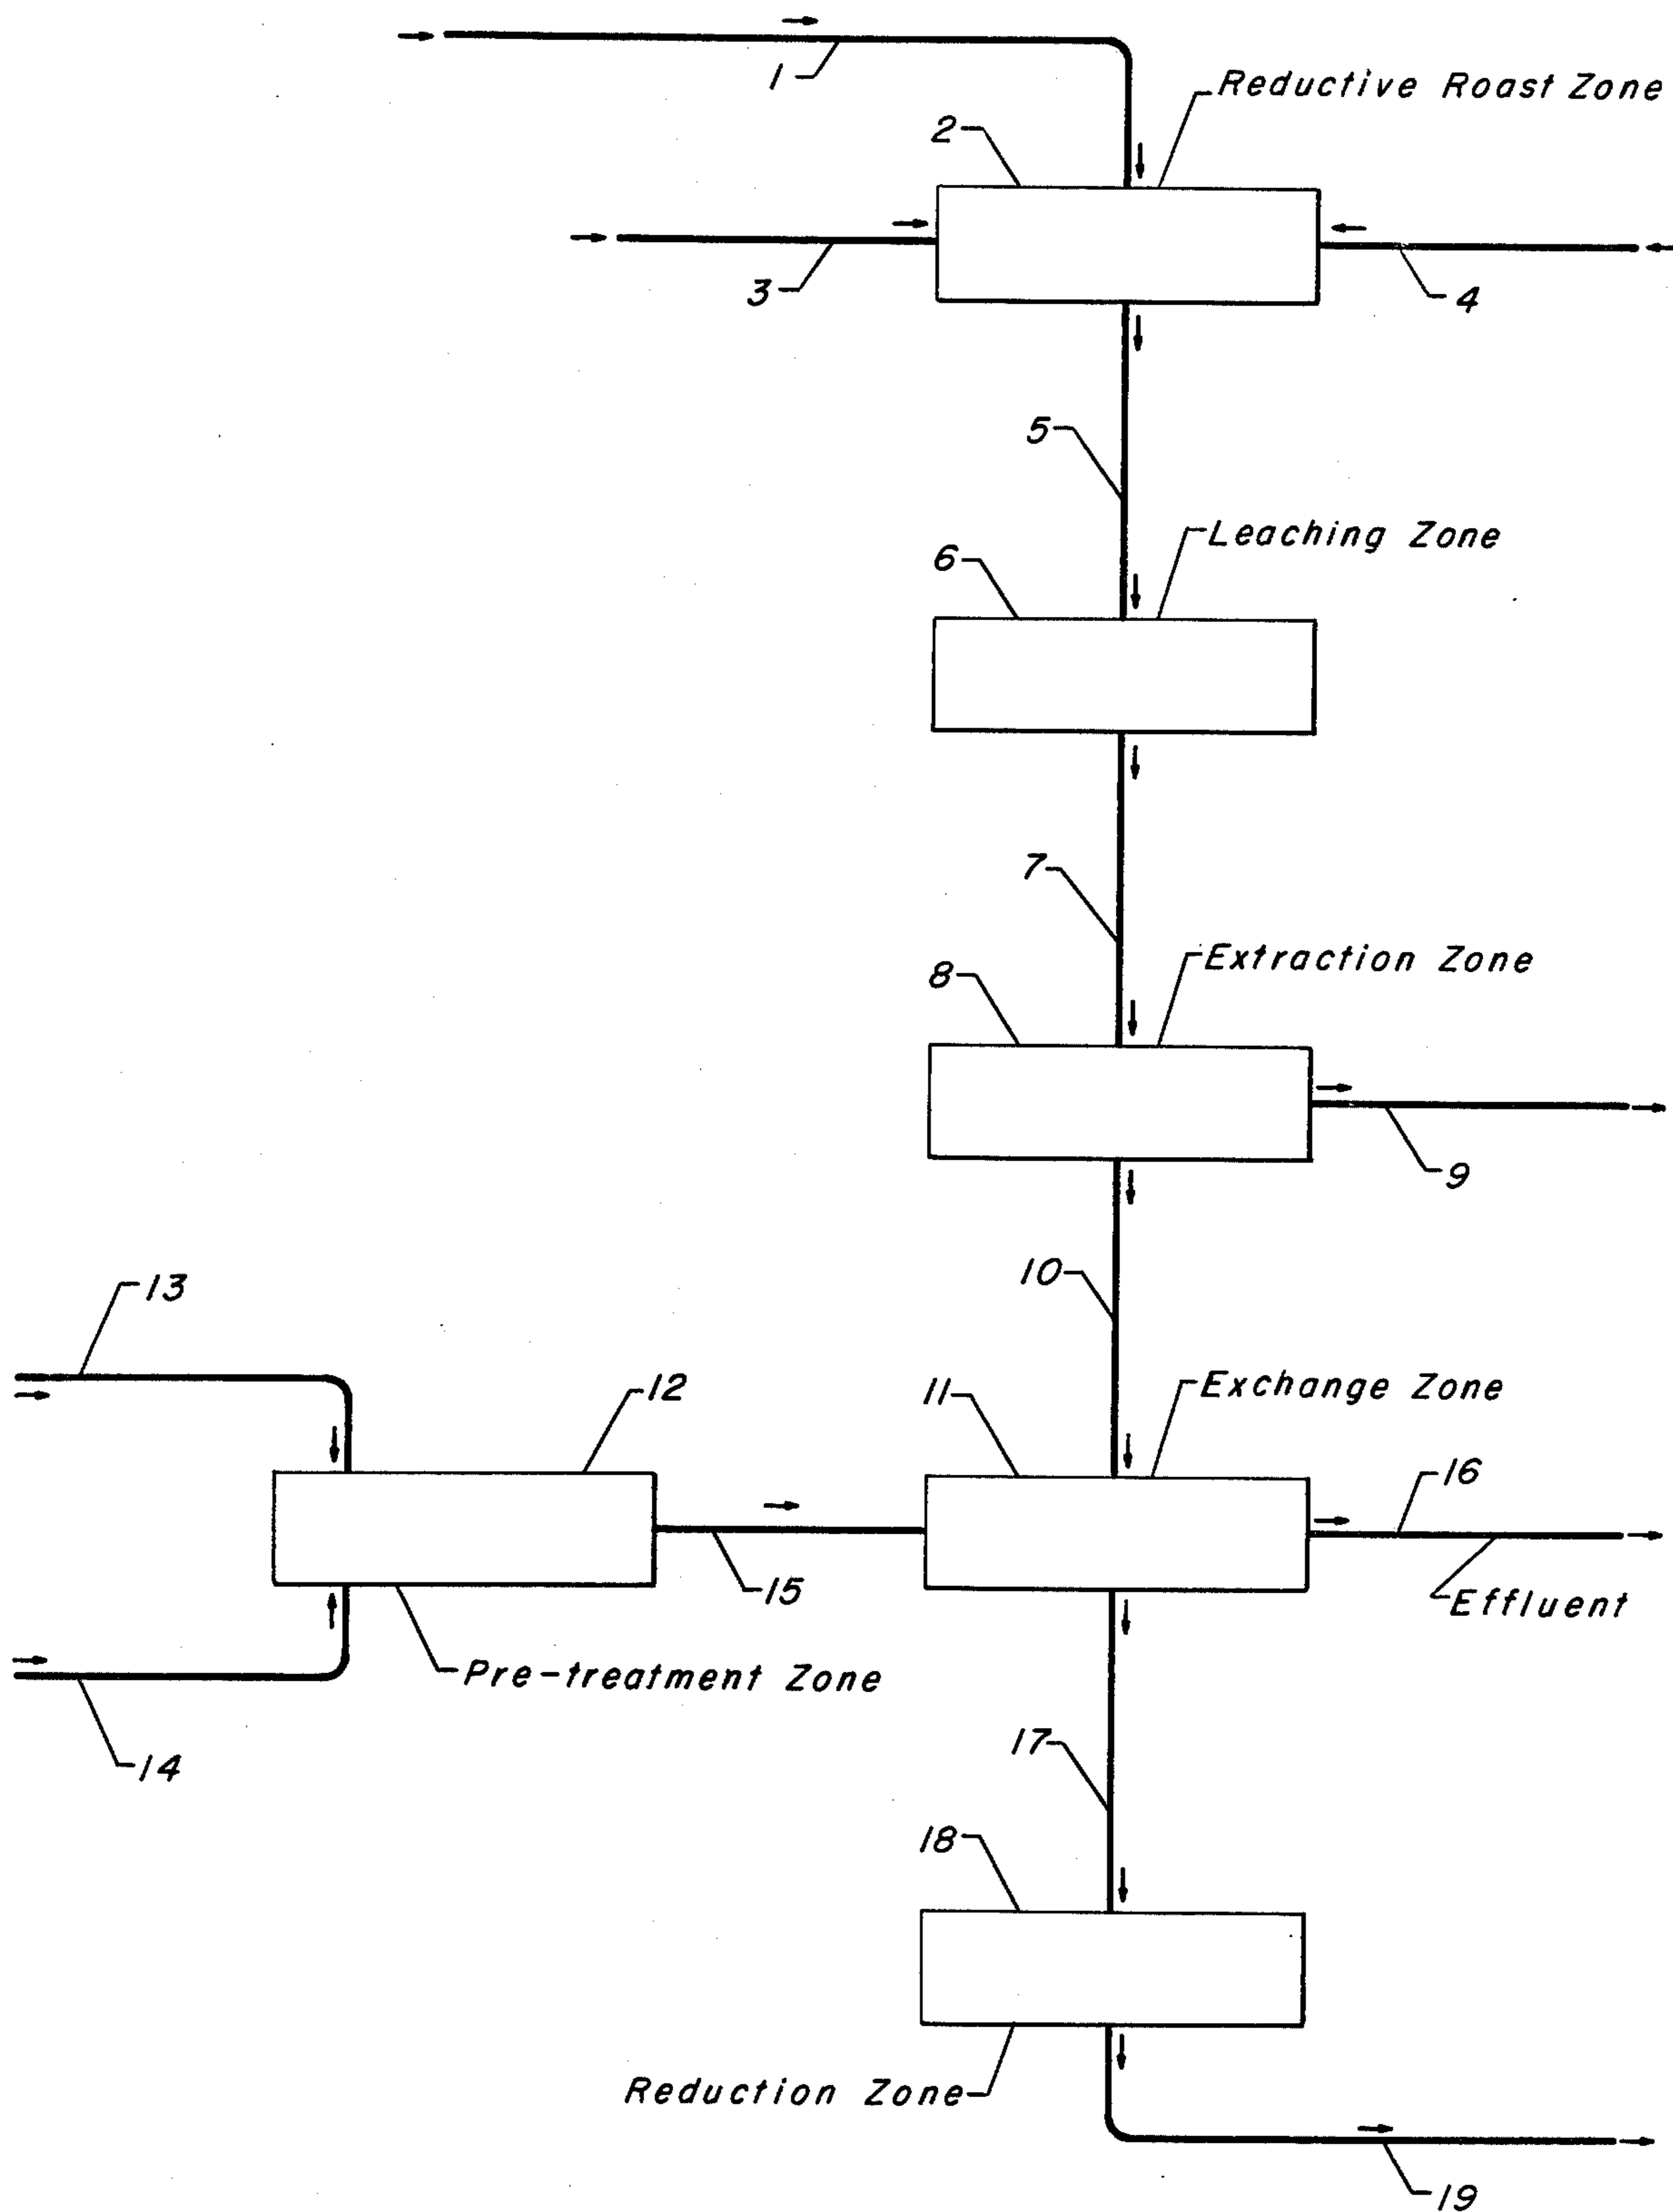 1
Reductive Roast Zone
2
3
4
5
Leaching Zone
6
7
Extraction Zone
8
9
10
13
12
11
Exchange Zone
16
15
Effluent
Pre-treatment Zone
14
17
18
Reduction Zone
19